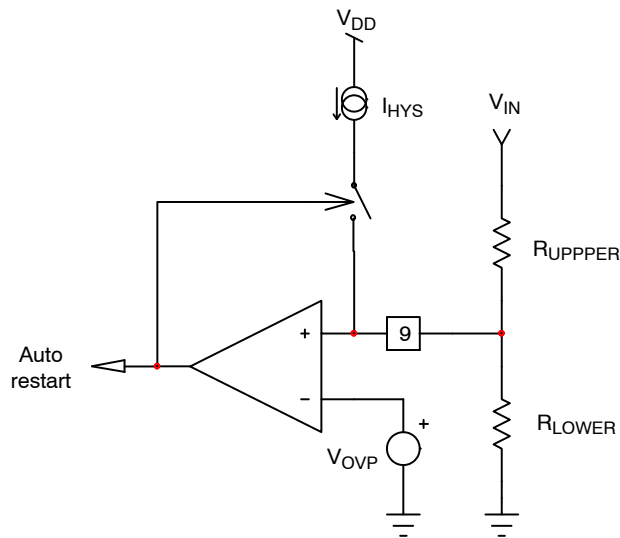 VDD
IHYS
VIN
RUPPPER
+
9
Auto
restart
−
+
RLOWER
VOVP